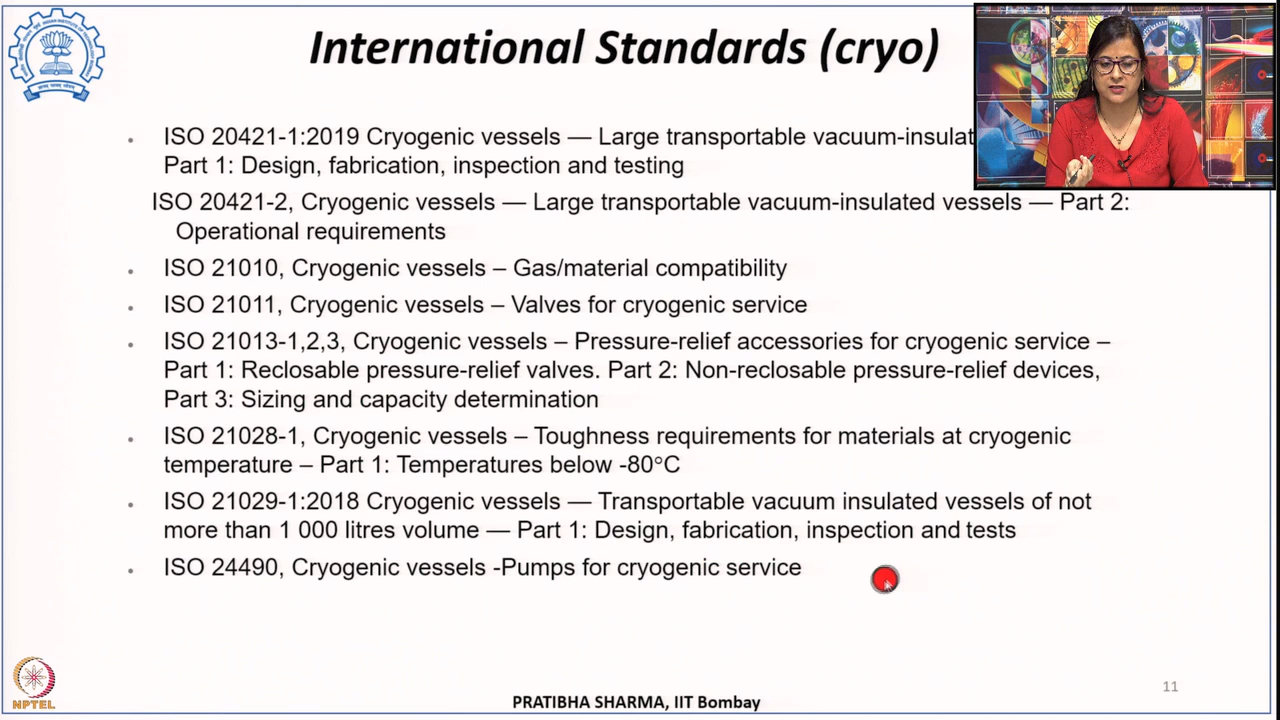 International Standards (cryo)
ISO 20421-1:2019 Cryogenic vessels — Large transportable
Part 1: Design, fabrication, inspection and testing
ISO 20421-2, Cryogenic vessels — Large transportable vacuum-insulated vessels — Part 2:
Operational requirements
ISO 21010, Cryogenic vessels – Gas/material compatibility
ISO 21011, Cryogenic vessels – Valves for cryogenic service
ISO 21013-1,2,3, Cryogenic vessels – Pressure-relief accessories for cryogenic service –
Part 1: Reclosable pressure-relief valves. Part 2: Non-reclosable pressure-relief devices,
Part 3: Sizing and capacity determination
ISO 21028-1, Cryogenic vessels – Toughness requirements for materials at cryogenic
temperature – Part 1: Temperatures below -80°C
ISO 21029-1:2018 Cryogenic vessels — Transportable vacuum insulated vessels of not
more than 1 000 litres volume — Part 1: Design, fabrication, inspection and tests
ISO 24490, Cryogenic vessels -Pumps for cryogenic service
NPTEL
PRATIBHA SHARMA, IIT Bombay
11